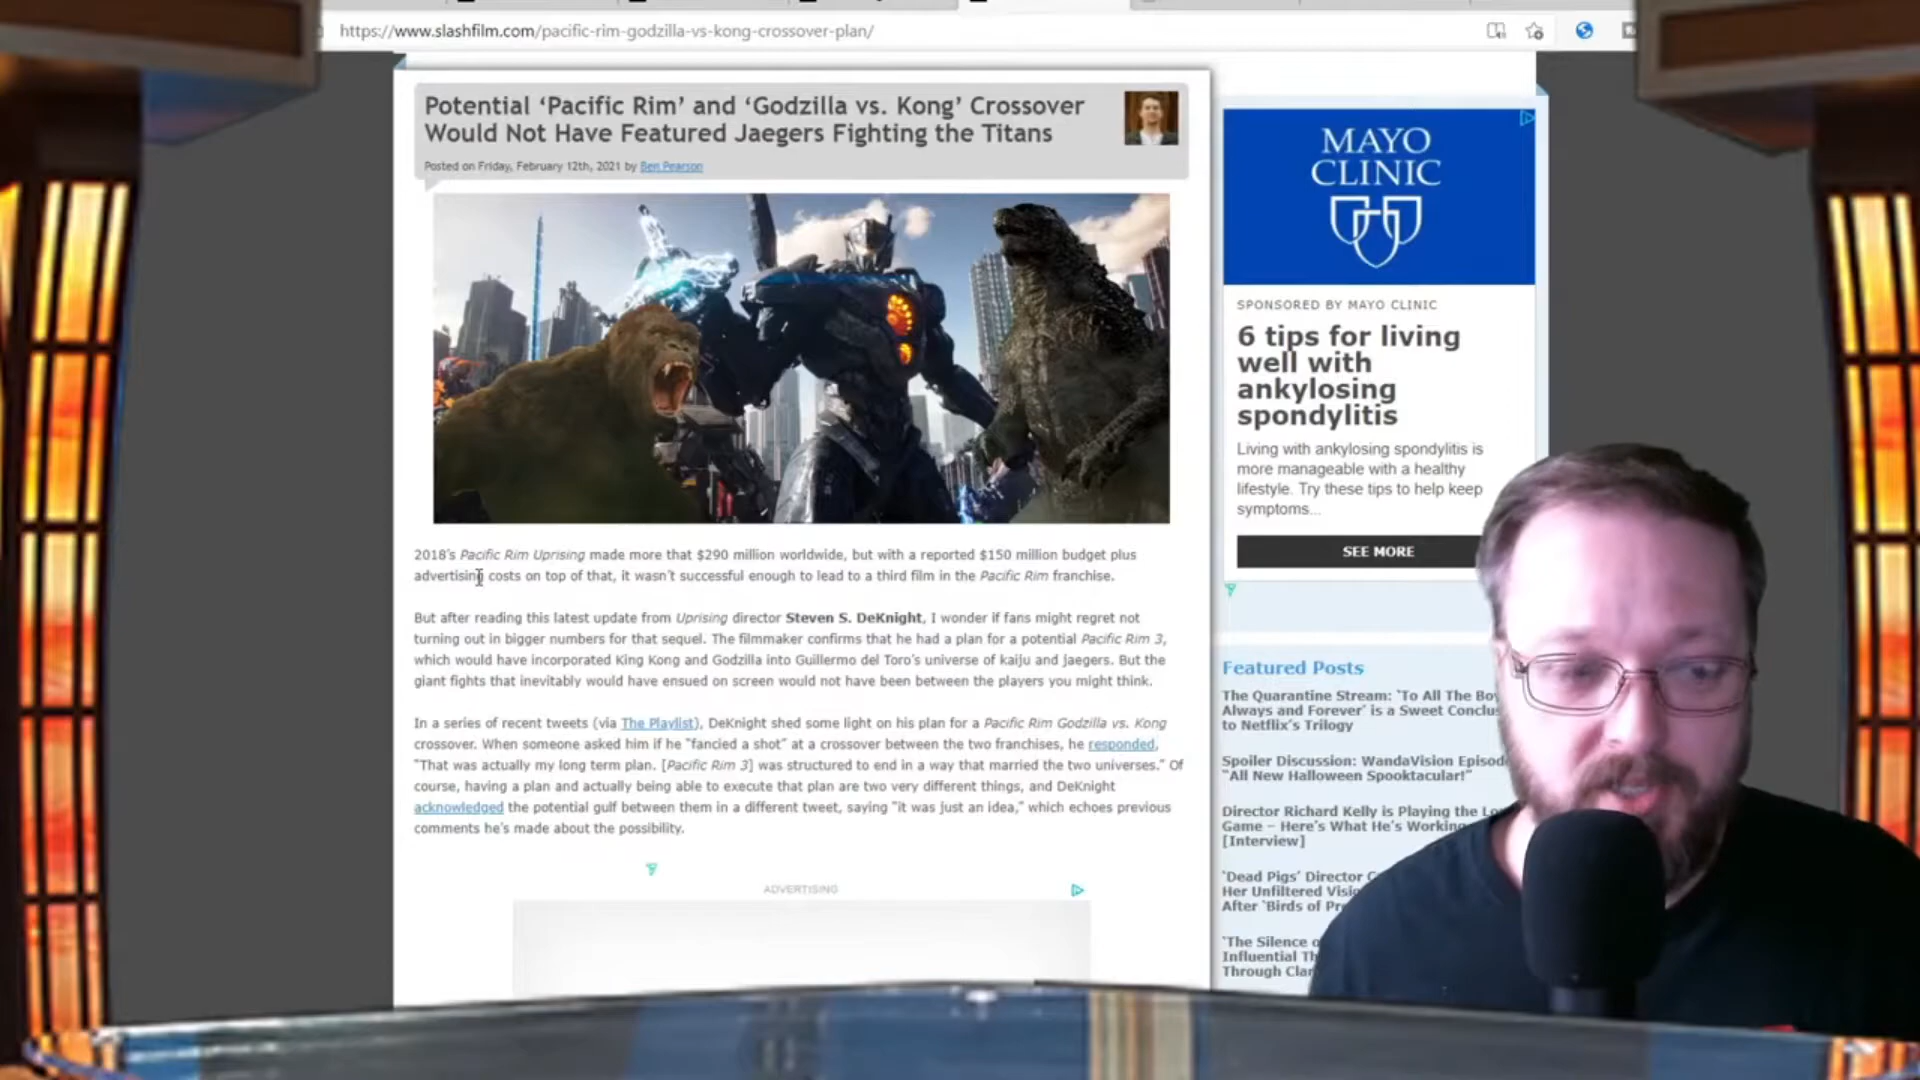 https://www.slashfilm.com/pacific-rim-godzilla-vs-kong-crossover-plan/
Potential ‘Pacific Rim’ and ‘Godzilla vs. Kong’ Crossover
Would Not Have Featured Jaegers Fighting the Titans
Posted on Friday, February 12th, 2021 by Ben Pearson
2018’s Pacific Rim Uprising made more that $290 million worldwide, but with a reported $150 million budget plus
advertising costs on top of that, it wasn’t successful enough to lead to a third film in the Pacific Rim franchise.
But after reading this latest update from Uprising director Steven S. DeKnight, I wonder if fans might regret not
turning out in bigger numbers for that sequel. The filmmaker confirms that he had a plan for a potential Pacific Rim 3,
which would have incorporated King Kong and Godzilla into Guillermo del Toro’s universe of kaiju and jaegers. But the
giant fights that inevitably would have ensued on screen would not have been between the players you might think.
In a series of recent tweets (via The Playlist), DeKnight shed some light on his plan for a Pacific Rim Godzilla vs. Kong
crossover. When someone asked him if he “fancied a shot” at a crossover between the two franchises, he responded,
“That was actually my long term plan. [Pacific Rim 3] was structured to end in a way that married the two universes.” Of
course, having a plan and actually being able to execute that plan are two very different things, and DeKnight
acknowledged the potential gulf between them in a different tweet, saying “it was just an idea,” which echoes previous
comments he’s made about the possibility.
ADVERTISING
MAYO
CLINIC
SPONSORED BY MAYO CLINIC
6 tips for living
well with
ankylosing
spondylitis
Living with ankylosing spondylitis is
more manageable with a healthy
lifestyle. Try these tips to help keep
symptoms...
SEE MORE
Featured Posts
The Quarantine Stream: ‘To All The
Always and Forever’ is a Sweet
to Netflix’s Trilogy
Spoiler Discussion: WandaVision
“All New Halloween Spooktacular!”
Director Richard Kelly is Playing the
Game – Here’s What He’s Working
[Interview]
‘Dead Pigs’ Director
Her Unfiltered
After ‘Birds of
‘The Silence
Influential
Through